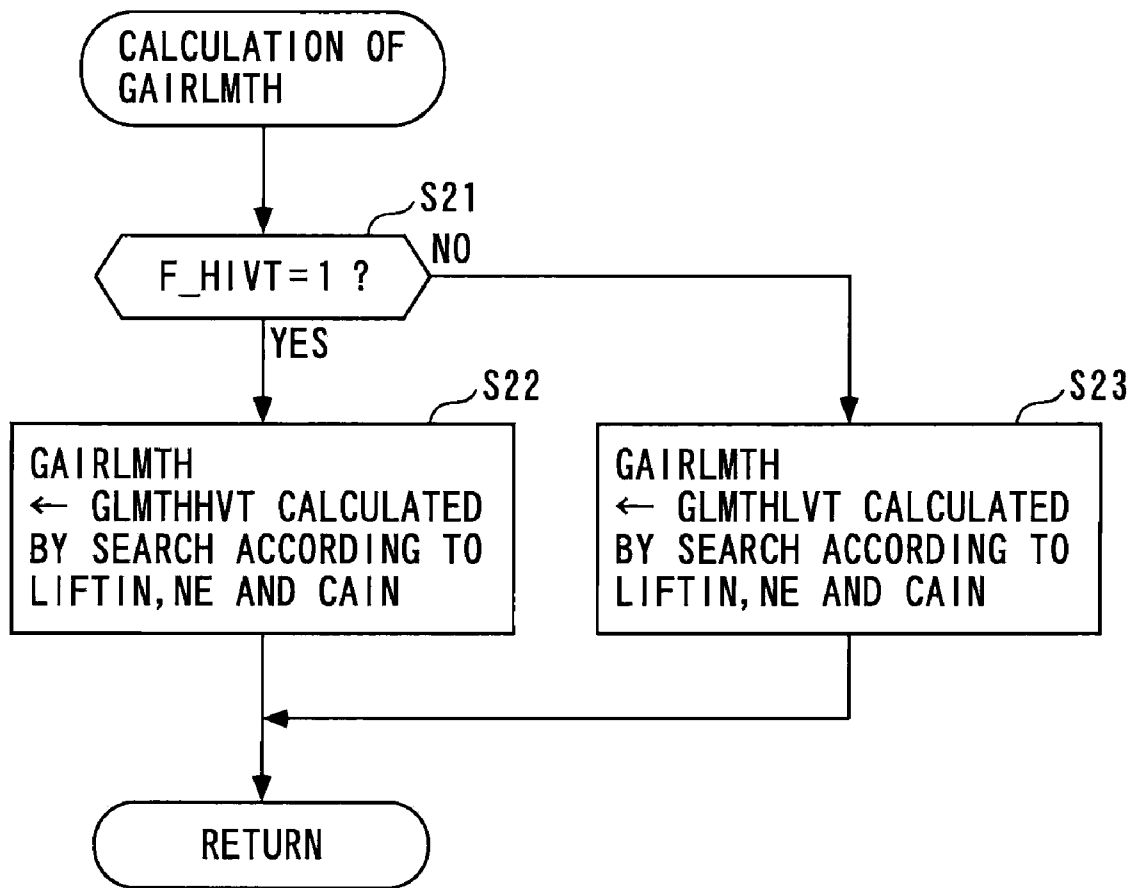 CALCULATION OF
GAIRLMTH
S21
F_HIVT=1 ?
NO
YES
S22
GAIRLMTH
← GLMTHHVT CALCULATED
BY SEARCH ACCORDING TO
LIFTIN,NE AND CAIN
S23
GAIRLMTH
← GLMTHLVT CALCULATED
BY SEARCH ACCORDING TO
LIFTIN,NE AND CAIN
RETURN